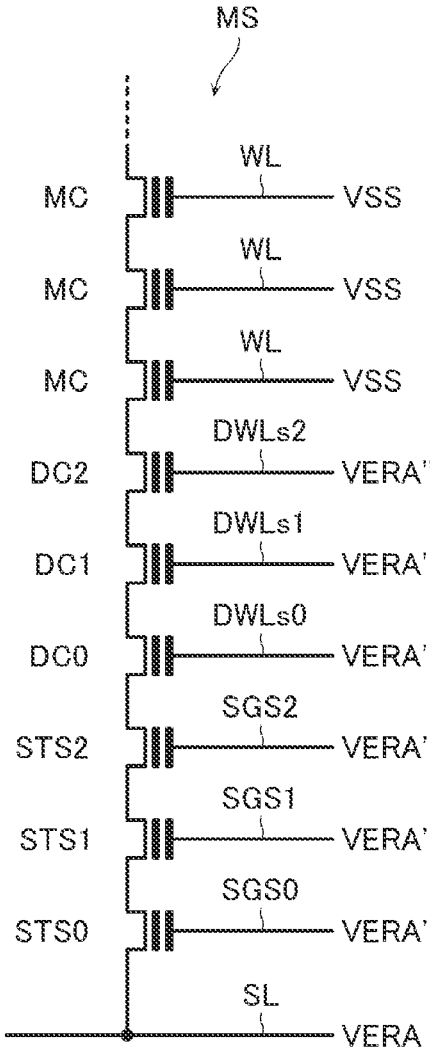 MS
MC WL VSS
MC WL VSS
MC WL VSS
DC2 DWLs2 VERA''
DC1 DWLs1 VERA'
DC0 DWLs0 VERA'
STS2 SGS2 VERA'
STS1 SGS1 VERA'
STS0 SGS0 VERA'
SL VERA